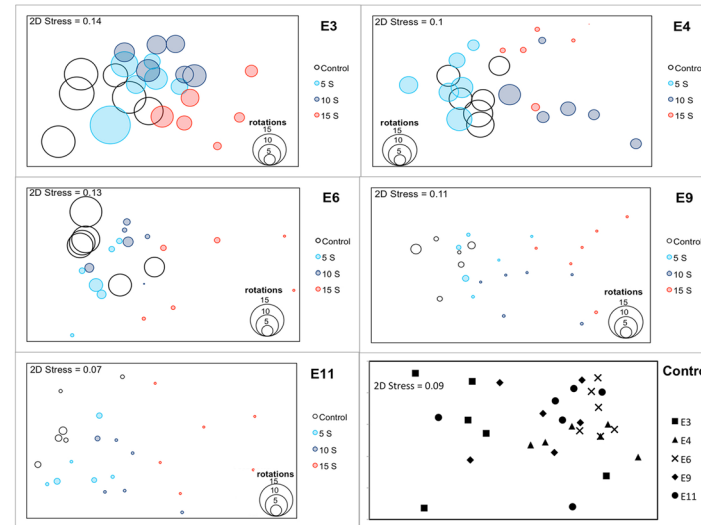 2D Stress = 0.14
E3
Control
5 S
10 S
15 S
rotations
15
10
5
2D Stress = 0.1
E4
Control
5 S
10 S
15 S
rotations
15
10
5
2D Stress = 0.13
E6
Control
5 S
10 S
15 S
rotations
15
10
5
2D Stress = 0.11
E9
Control
5 S
10 S
15 S
rotations
15
10
5
2D Stress = 0.07
E11
Control
5 S
10 S
15 S
rotations
15
10
5
2D Stress = 0.09
Contro
E3
E4
E6
E9
E11